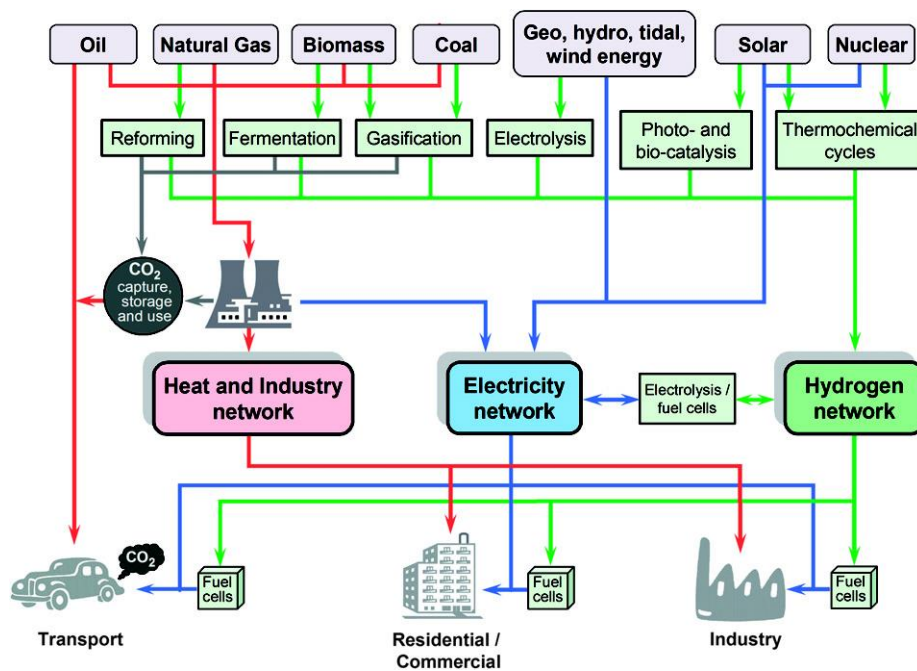 Oil
Natural Gas
Biomass
Coal
Geo, hydro, tidal,
wind energy
Solar
Nuclear
Reforming
Fermentation
Gasification
Electrolysis
Photo- and
bio-catalysis
Thermochemical
cycles
CO₂
capture,
storage
and use
Heat and Industry
network
Electricity
network
Electrolysis /
fuel cells
Hydrogen
network
CO₂
Fuel
cells
Fuel
cells
Fuel
cells
Transport
Residential /
Commercial
Industry